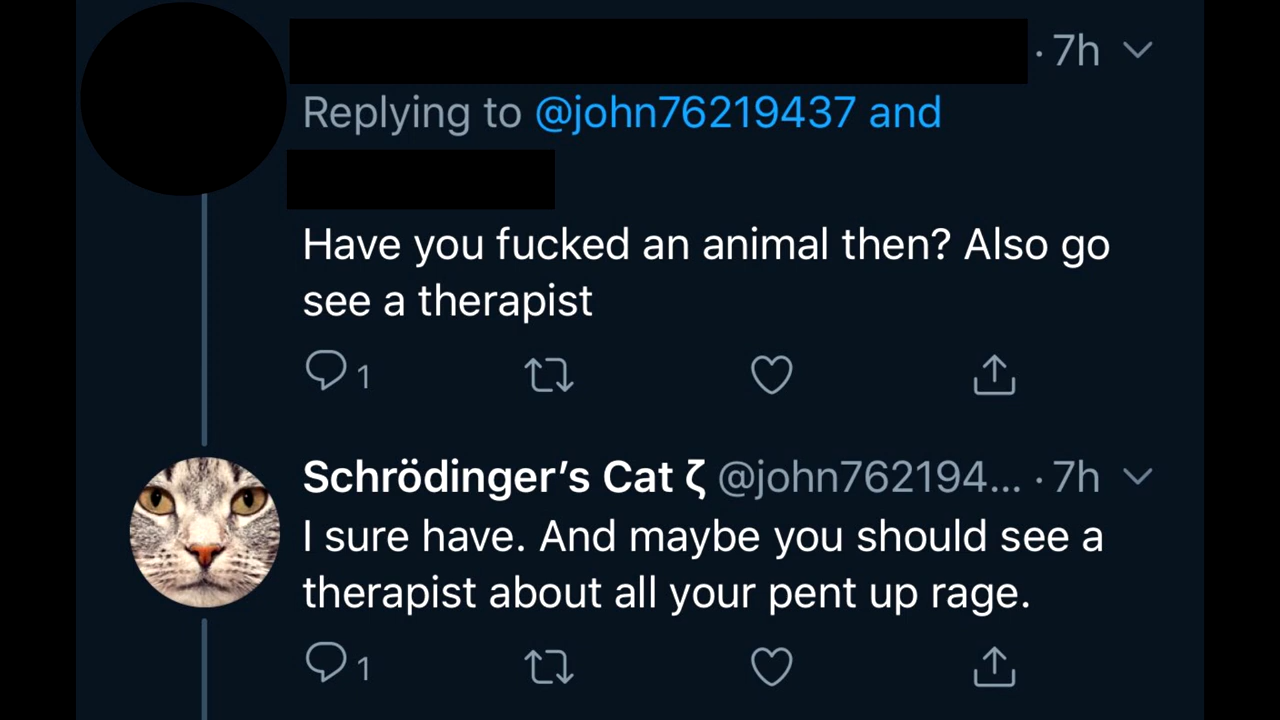 · 7h
Replying to @john76219437 and
Have you fucked an animal then? Also go
see a therapist
1
Schrödinger's Cat ζ @john762194... · 7h
I sure have. And maybe you should see a
therapist about all your pent up rage.
1